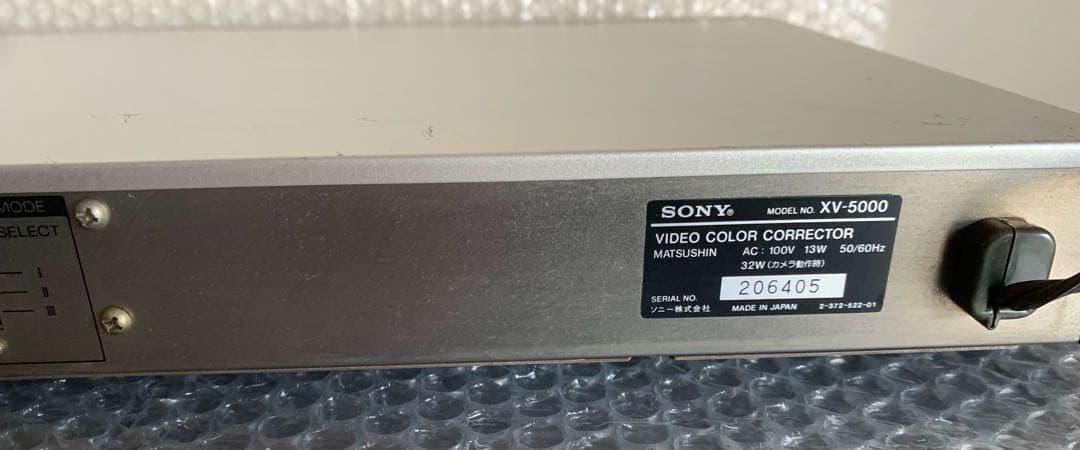 MODE
SELECT
I
II
III
SONY® MODEL NO. XV-5000
VIDEO COLOR CORRECTOR
MATSUSHIN AC: 100V 13W 50/60Hz
32W (カメラ動作時)
SERIAL NO. 206405
ソニー株式会社 MADE IN JAPAN 2-372-522-01